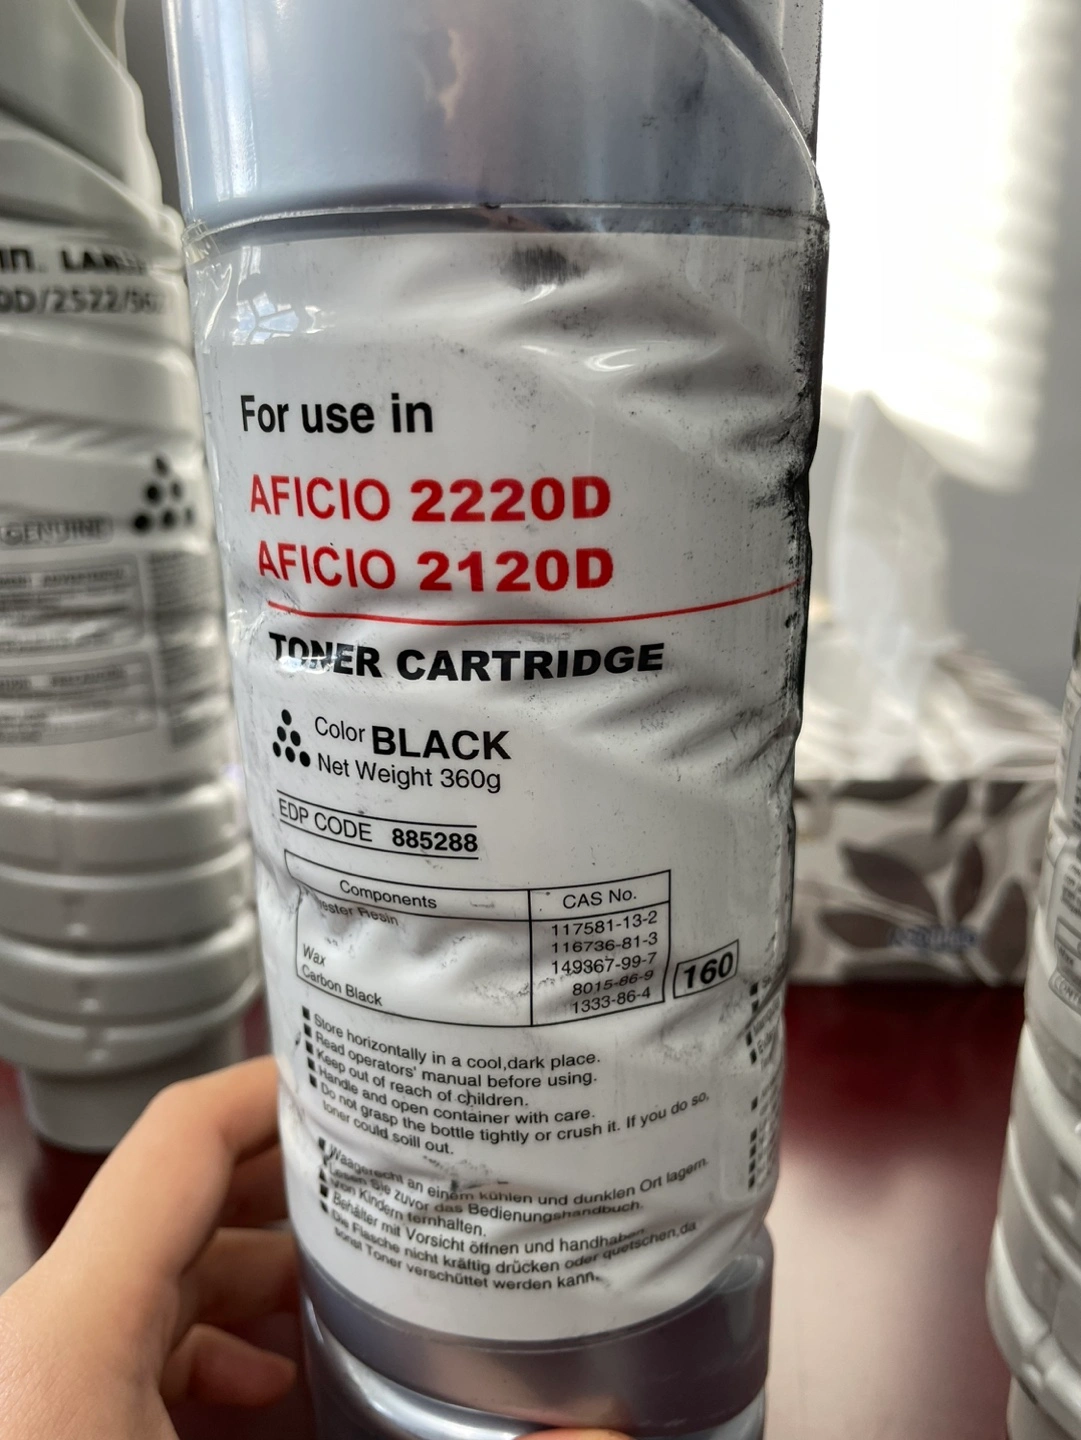 For use in
AFICIO 2220D
AFICIO 2120D
TONER CARTRIDGE
Color BLACK
Net Weight 360g
EDP CODE 885288
Components CAS No.
Resin 117581-13-2
116736-81-3
149367-99-7
Wax 8015-86-9
Carbon Black 1333-86-4
160
■ Store horizontally in a cool,dark place.
■ Read operators' manual before using.
■ Keep out of reach of children.
■ Handle and open container with care.
■ Do not grasp the bottle tightly or crush it. If you do so,
toner could soill out.
■ Waagerecht an einem kühlen und dunklen Ort lagern.
■ Lesen Sie zuvor das Bedienungshandbuch.
■ Von Kindern fernhalten.
■ Behälter mit Vorsicht öffnen und handhaben.
■ Die Flasche nicht kräftig drücken oder quetschen,da
sonst Toner verschüttet werden kann.
0D/2522/
GENUINE